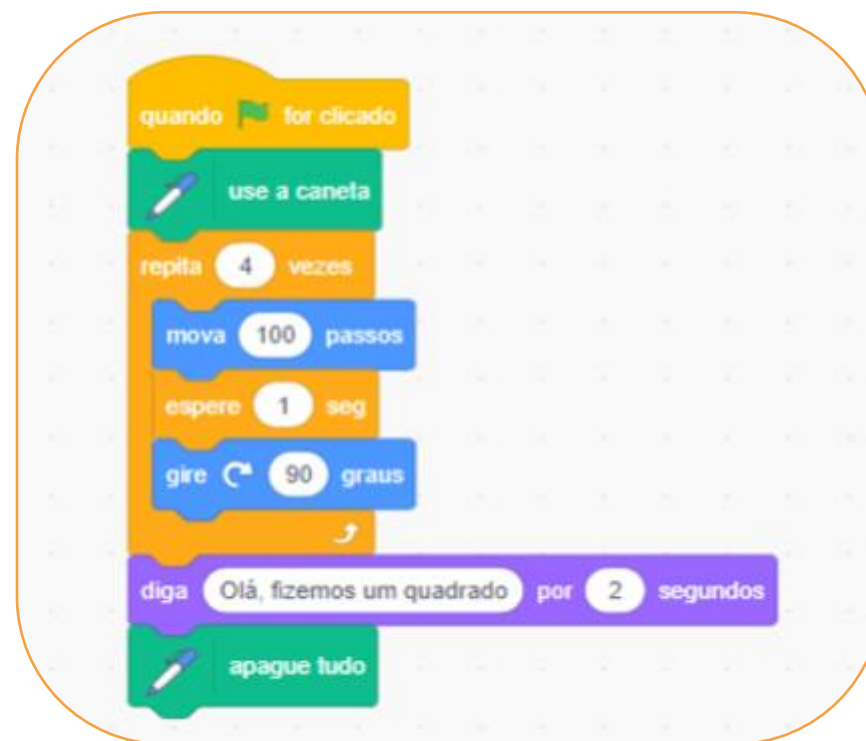 quando for clicado
use a caneta
repita 4 vezes
mova 100 passos
espere 1 seg
gire 90 graus
diga Olá, fizemos um quadrado por 2 segundos
apague tudo